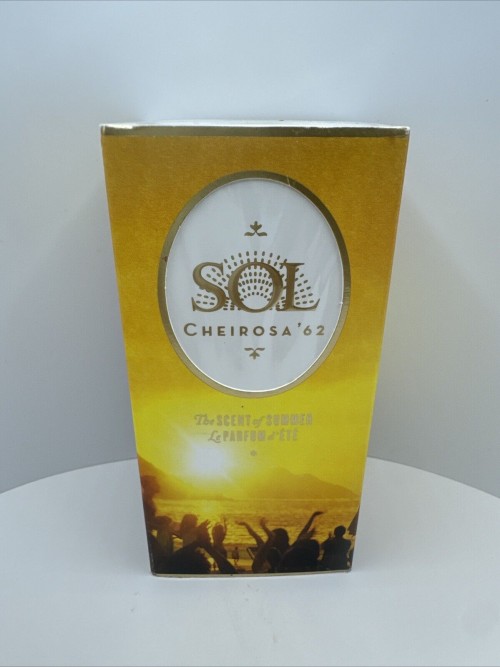 SOL
CHEIROSA '62
The SCENT of SUMMER
Le PARFUM d'ÉTÉ